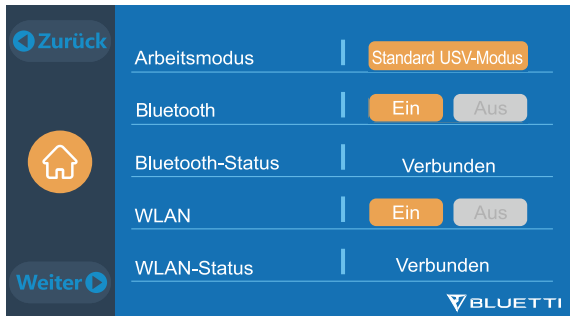 Zurück
Arbeitsmodus Standard USV-Modus
Bluetooth Ein Aus
Bluetooth-Status Verbunden
WLAN Ein Aus
WLAN-Status Verbunden
Weiter
BLUETTI